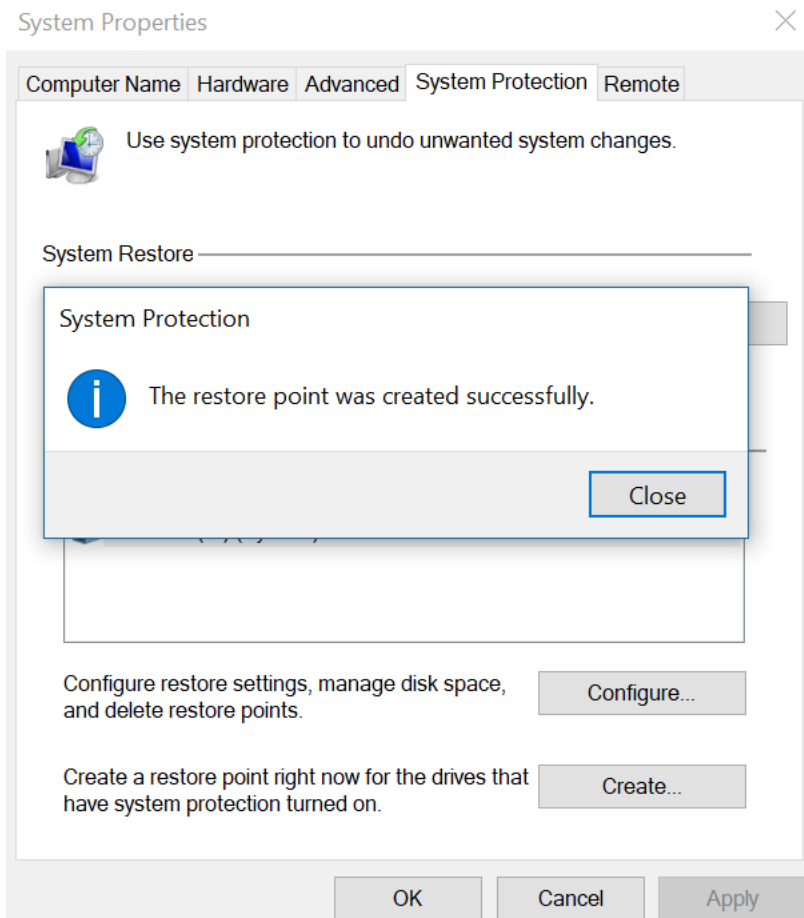 System Properties
Computer Name Hardware Advanced System Protection Remote
Use system protection to undo unwanted system changes.
System Restore
System Protection
The restore point was created successfully.
Close
Configure restore settings, manage disk space,
and delete restore points.
Configure...
Create a restore point right now for the drives that
have system protection turned on.
Create...
OK Cancel Apply